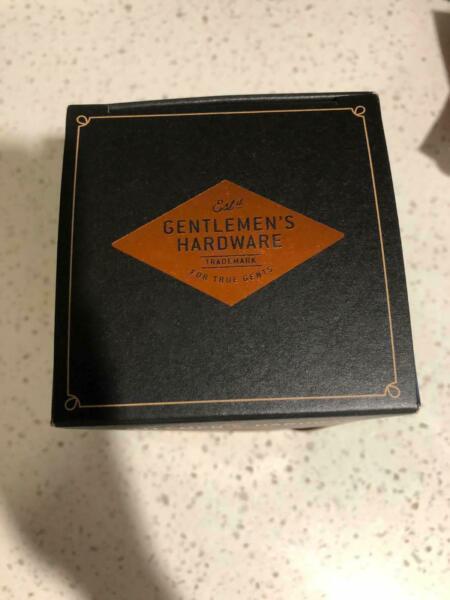 Est d
GENTLEMEN'S
HARDWARE
TRADEMARK
FOR TRUE GENTS